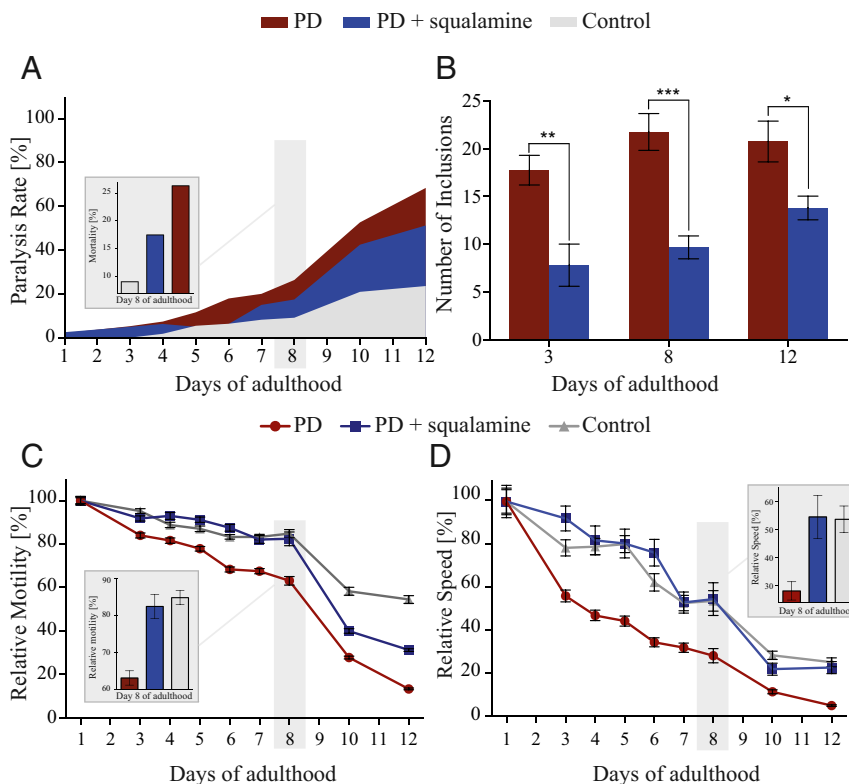 PD PD + squalamine Control
A
Paralysis Rate [%]
100
80
60
40
20
0
1 2 3 4 5 6 7 8 9 10 11 12
Days of adulthood
Mortality [%]
25
20
15
10
Day 8 of adulthood
B
Number of Inclusions
25
20
15
10
5
0
**
***
*
3 8 12
Days of adulthood
PD PD + squalamine Control
C
Relative Motility [%]
100
80
60
40
20
0
1 2 3 4 5 6 7 8 9 10 11 12
Days of adulthood
Relative motility [%]
90
80
70
60
Day 8 of adulthood
D
Relative Speed [%]
100
80
60
40
20
0
1 2 3 4 5 6 7 8 9 10 11 12
Days of adulthood
Relative Speed [%]
60
50
40
30
Day 8 of adulthood